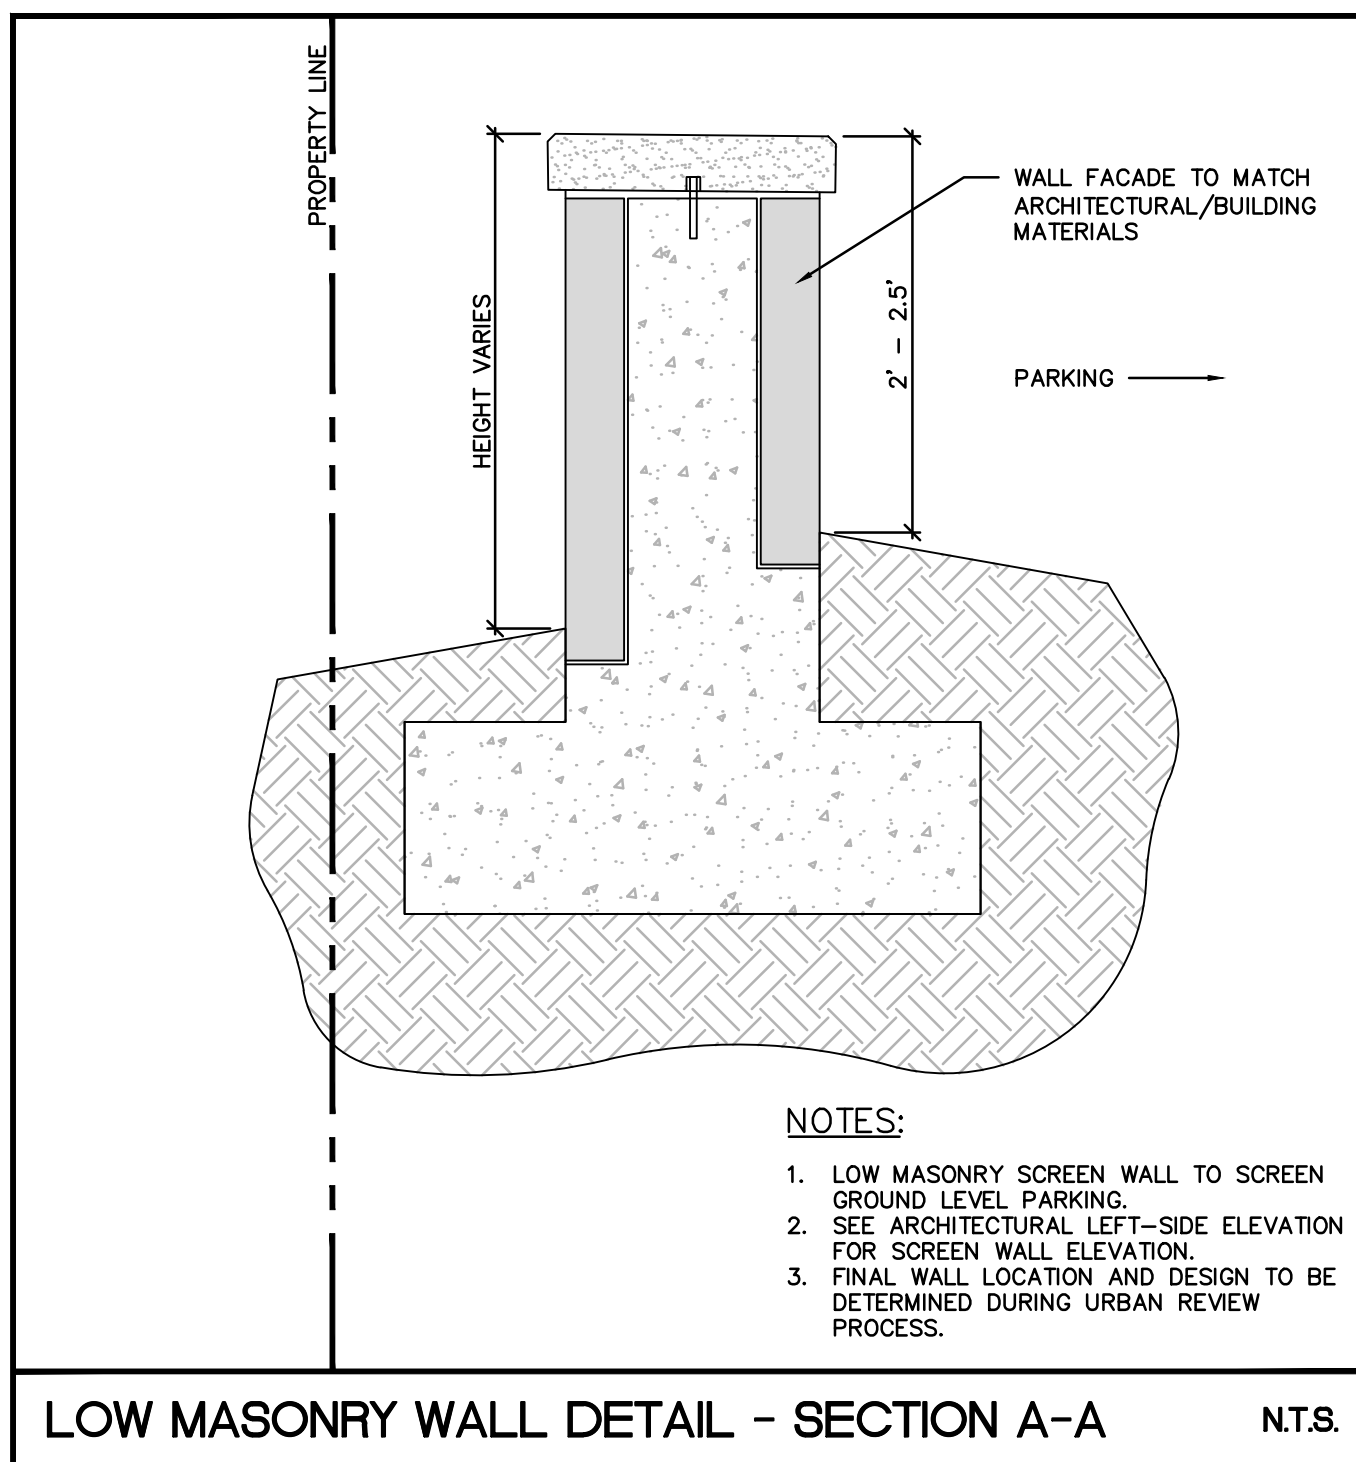 PROPERTY LINE
HEIGHT VARIES
2' - 2.5'
WALL FACADE TO MATCH
ARCHITECTURAL/BUILDING
MATERIALS
PARKING
NOTES:
1. LOW MASONRY SCREEN WALL TO SCREEN
GROUND LEVEL PARKING.
2. SEE ARCHITECTURAL LEFT-SIDE ELEVATION
FOR SCREEN WALL ELEVATION.
3. FINAL WALL LOCATION AND DESIGN TO BE
DETERMINED DURING URBAN REVIEW
PROCESS.
LOW MASONRY WALL DETAIL - SECTION A-A
N.T.S.